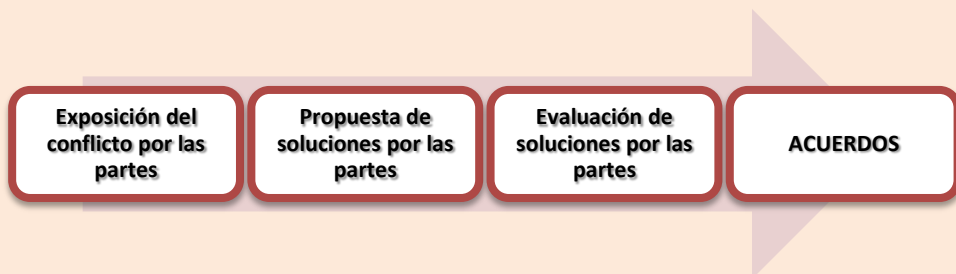 Exposición del
conflicto por las
partes
Propuesta de
soluciones por las
partes
Evaluación de
soluciones por las
partes
ACUERDOS